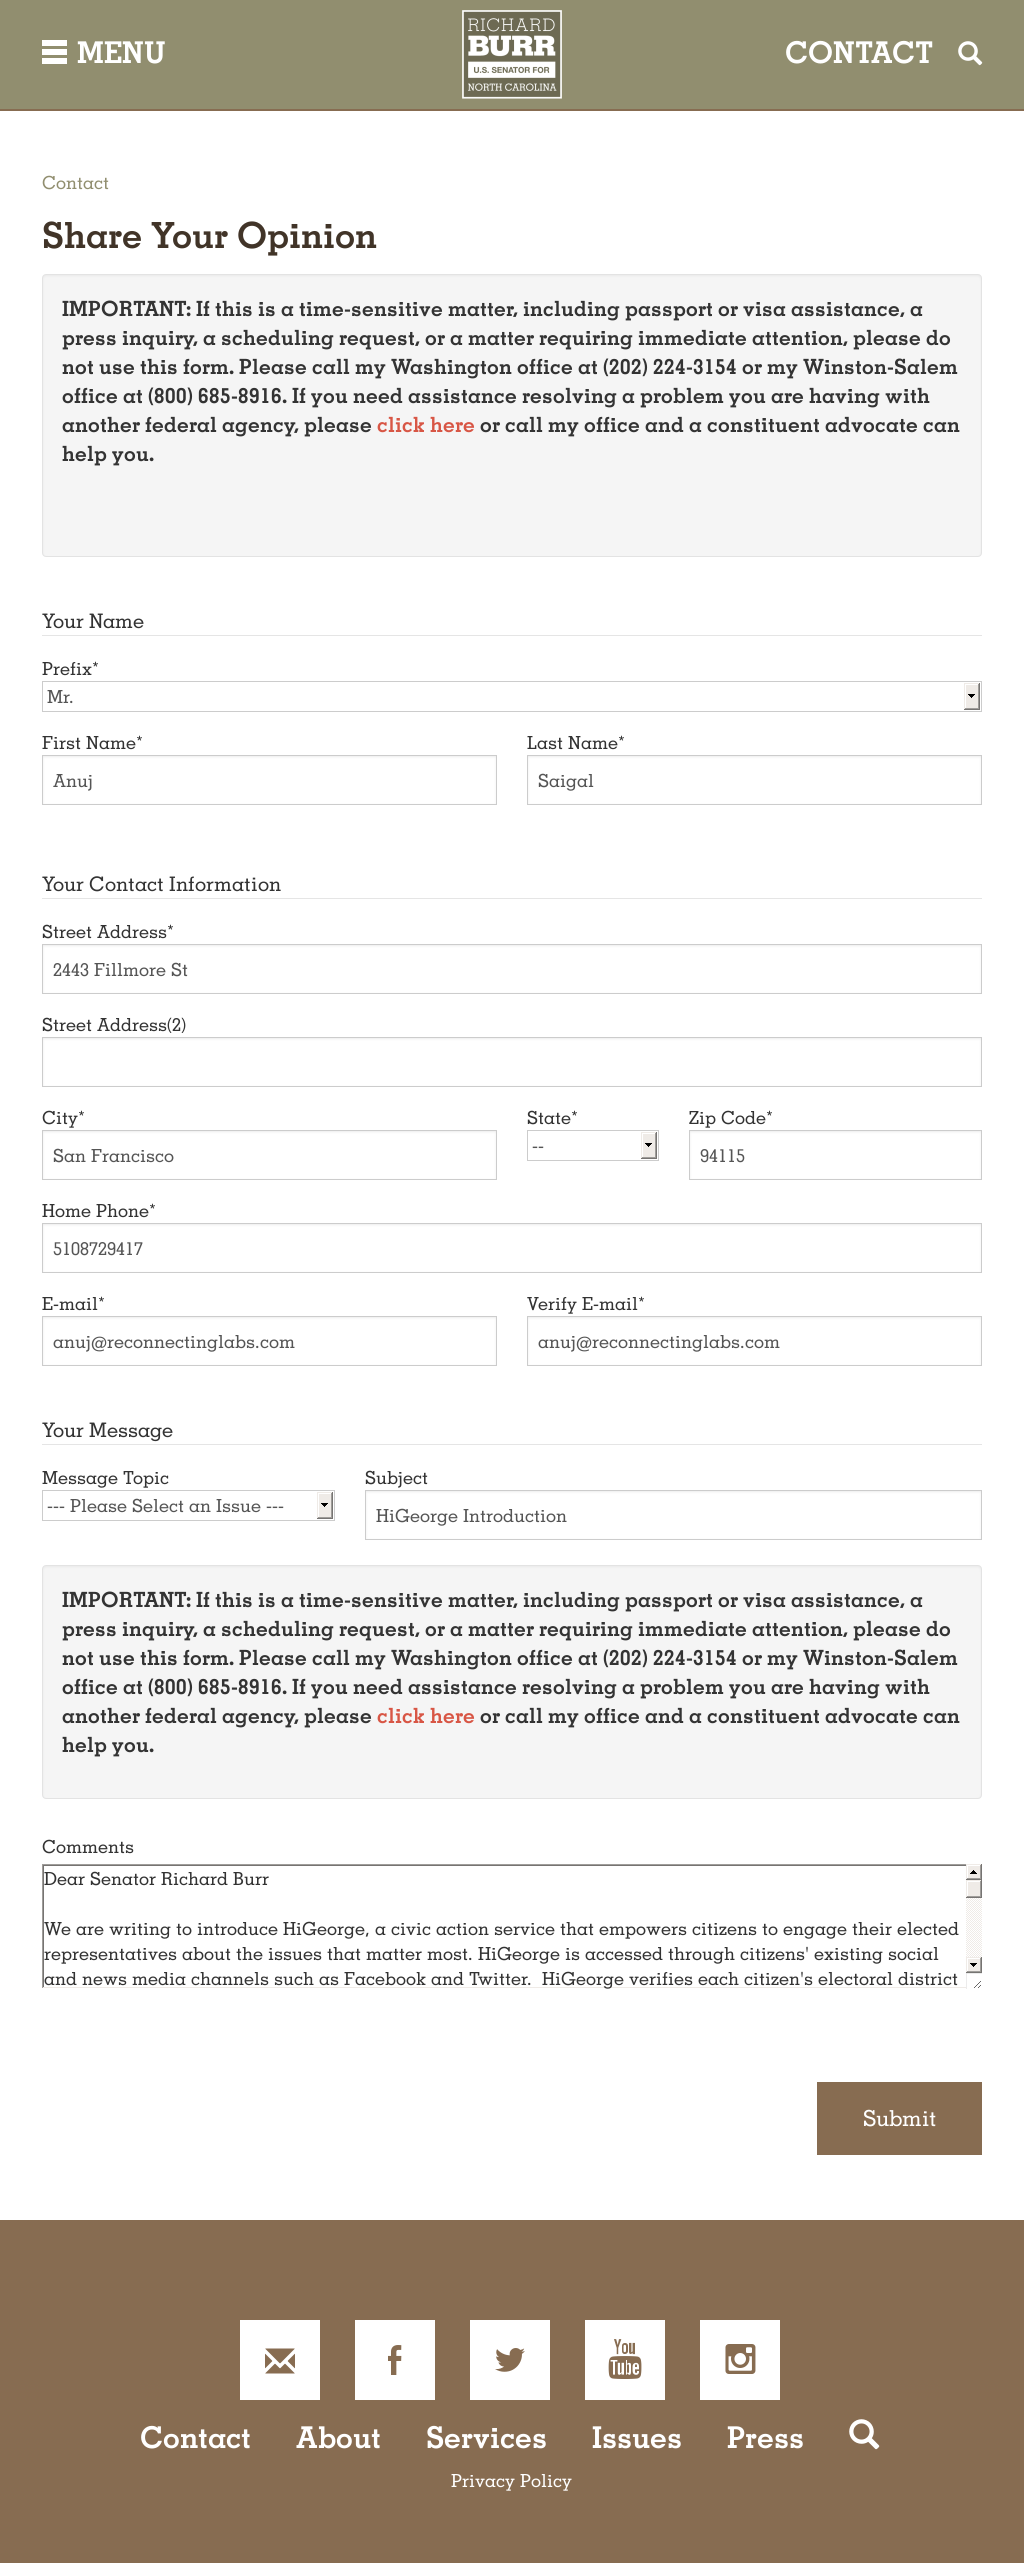 MENU
RICHARD
BURR
U.S. SENATOR FOR
NORTH CAROLINA
CONTACT
Contact
Share Your Opinion
IMPORTANT: If this is a time-sensitive matter, including passport or visa assistance, a
press inquiry, a scheduling request, or a matter requiring immediate attention, please do
not use this form. Please call my Washington office at (202) 224-3154 or my Winston-Salem
office at (800) 685-8916. If you need assistance resolving a problem you are having with
another federal agency, please click here or call my office and a constituent advocate can
help you.
Your Name
Prefix*
Mr.
First Name* Last Name*
Anuj Saigal
Your Contact Information
Street Address*
2443 Fillmore St
Street Address(2)
City* State* Zip Code*
San Francisco -- 94115
Home Phone*
5108729417
E-mail* Verify E-mail*
anuj@reconnectinglabs.com anuj@reconnectinglabs.com
Your Message
Message Topic Subject
--- Please Select an Issue --- HiGeorge Introduction
IMPORTANT: If this is a time-sensitive matter, including passport or visa assistance, a
press inquiry, a scheduling request, or a matter requiring immediate attention, please do
not use this form. Please call my Washington office at (202) 224-3154 or my Winston-Salem
office at (800) 685-8916. If you need assistance resolving a problem you are having with
another federal agency, please click here or call my office and a constituent advocate can
help you.
Comments
Dear Senator Richard Burr
We are writing to introduce HiGeorge, a civic action service that empowers citizens to engage their elected
representatives about the issues that matter most. HiGeorge is accessed through citizens' existing social
and news media channels such as Facebook and Twitter.  HiGeorge verifies each citizen's electoral district
Submit
You
Tube
Contact About Services Issues Press
Privacy Policy